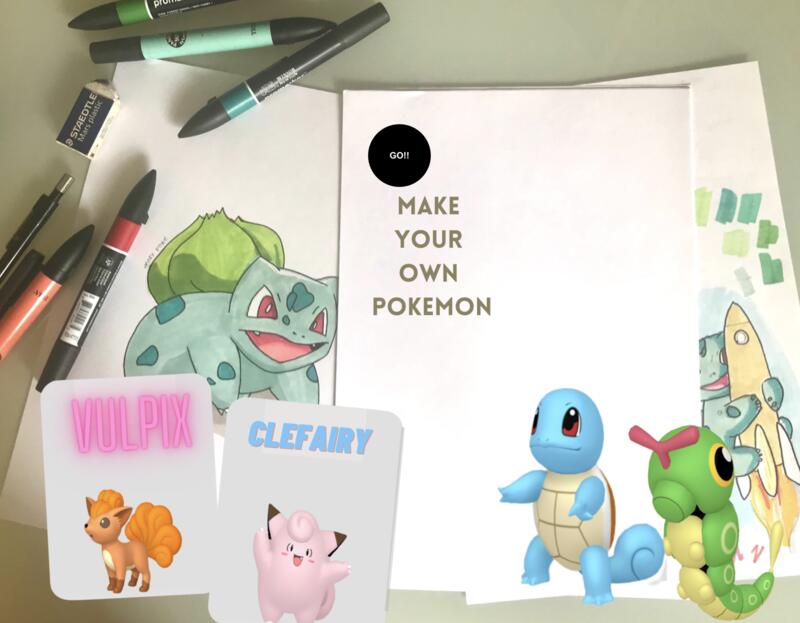 STAEDTLER
Mars plastic
GO!!
MAKE
YOUR
OWN
POKEMON
VULPIX
CLEFAIRY